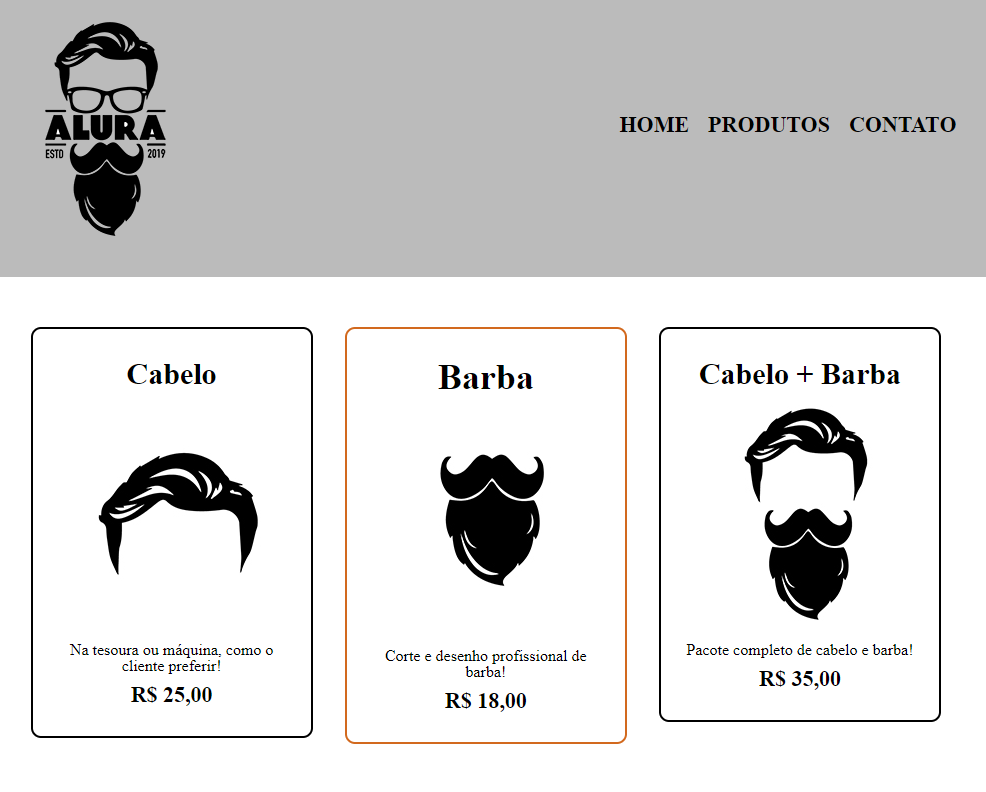 ALURA
ESTD 2019
HOME PRODUTOS CONTATO
Cabelo
Na tesoura ou máquina, como o
cliente preferir!
R$ 25,00
Barba
Corte e desenho profissional de
barba!
R$ 18,00
Cabelo + Barba
Pacote completo de cabelo e barba!
R$ 35,00